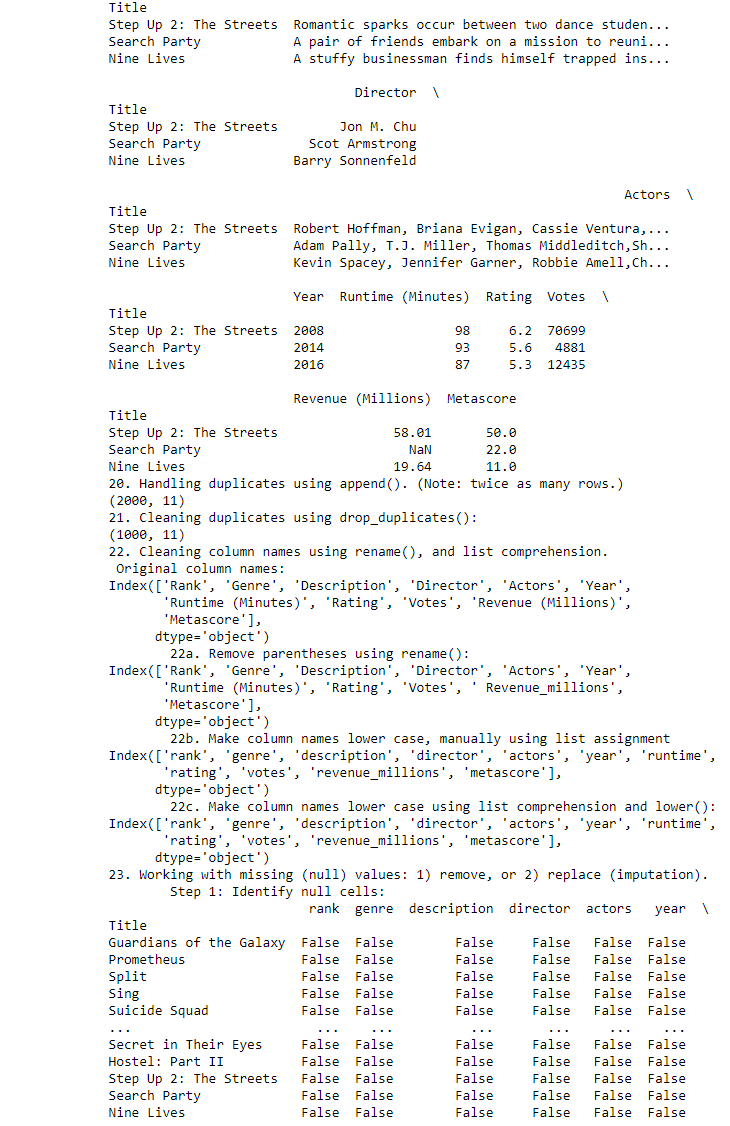 Title
Step Up 2: The Streets  Romantic sparks occur between two dance studen...
Search Party            A pair of friends embark on a mission to reuni...
Nine Lives              A stuffy businessman finds himself trapped ins...

                                Director  \
Title
Step Up 2: The Streets        Jon M. Chu
Search Party              Scot Armstrong
Nine Lives              Barry Sonnenfeld

                                                                   Actors  \
Title
Step Up 2: The Streets  Robert Hoffman, Briana Evigan, Cassie Ventura,...
Search Party            Adam Pally, T.J. Miller, Thomas Middleditch,Sh...
Nine Lives              Kevin Spacey, Jennifer Garner, Robbie Amell,Ch...

                        Year  Runtime (Minutes)  Rating  Votes  \
Title
Step Up 2: The Streets  2008                 98     6.2  70699
Search Party            2014                 93     5.6   4881
Nine Lives              2016                 87     5.3  12435

                        Revenue (Millions)  Metascore
Title
Step Up 2: The Streets               58.01       50.0
Search Party                           NaN       22.0
Nine Lives                           19.64       11.0
20. Handling duplicates using append(). (Note: twice as many rows.)
(2000, 11)
21. Cleaning duplicates using drop_duplicates():
(1000, 11)
22. Cleaning column names using rename(), and list comprehension.
 Original column names:
Index(['Rank', 'Genre', 'Description', 'Director', 'Actors', 'Year',
       'Runtime (Minutes)', 'Rating', 'Votes', 'Revenue (Millions)',
       'Metascore'],
      dtype='object')
        22a. Remove parentheses using rename():
Index(['Rank', 'Genre', 'Description', 'Director', 'Actors', 'Year',
       'Runtime (Minutes)', 'Rating', 'Votes', ' Revenue_millions',
       'Metascore'],
      dtype='object')
        22b. Make column names lower case, manually using list assignment
Index(['rank', 'genre', 'description', 'director', 'actors', 'year', 'runtime',
       'rating', 'votes', 'revenue_millions', 'metascore'],
      dtype='object')
        22c. Make column names lower case using list comprehension and lower():
Index(['rank', 'genre', 'description', 'director', 'actors', 'year', 'runtime',
       'rating', 'votes', 'revenue_millions', 'metascore'],
      dtype='object')
23. Working with missing (null) values: 1) remove, or 2) replace (imputation).
        Step 1: Identify null cells:
                          rank  genre  description  director  actors   year  \
Title
Guardians of the Galaxy  False  False        False     False   False  False
Prometheus               False  False        False     False   False  False
Split                    False  False        False     False   False  False
Sing                     False  False        False     False   False  False
Suicide Squad            False  False        False     False   False  False
...                        ...    ...          ...       ...     ...    ...
Secret in Their Eyes     False  False        False     False   False  False
Hostel: Part II          False  False        False     False   False  False
Step Up 2: The Streets   False  False        False     False   False  False
Search Party             False  False        False     False   False  False
Nine Lives               False  False        False     False   False  False